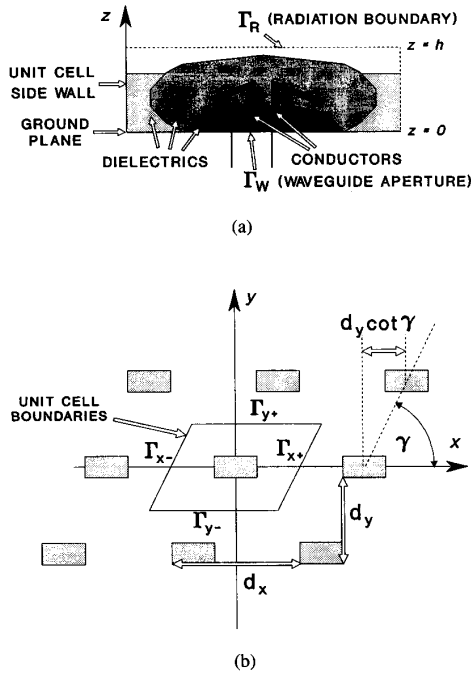 z
Γ_R (RADIATION BOUNDARY)
z = h
UNIT CELL
SIDE WALL
GROUND
PLANE
z = 0
DIELECTRICS
CONDUCTORS
Γ_W (WAVEGUIDE APERTURE)
(a)
y
d_y cot γ
UNIT CELL
BOUNDARIES
Γ_y+
Γ_x-
Γ_x+
γ
x
Γ_y-
d_y
d_x
(b)